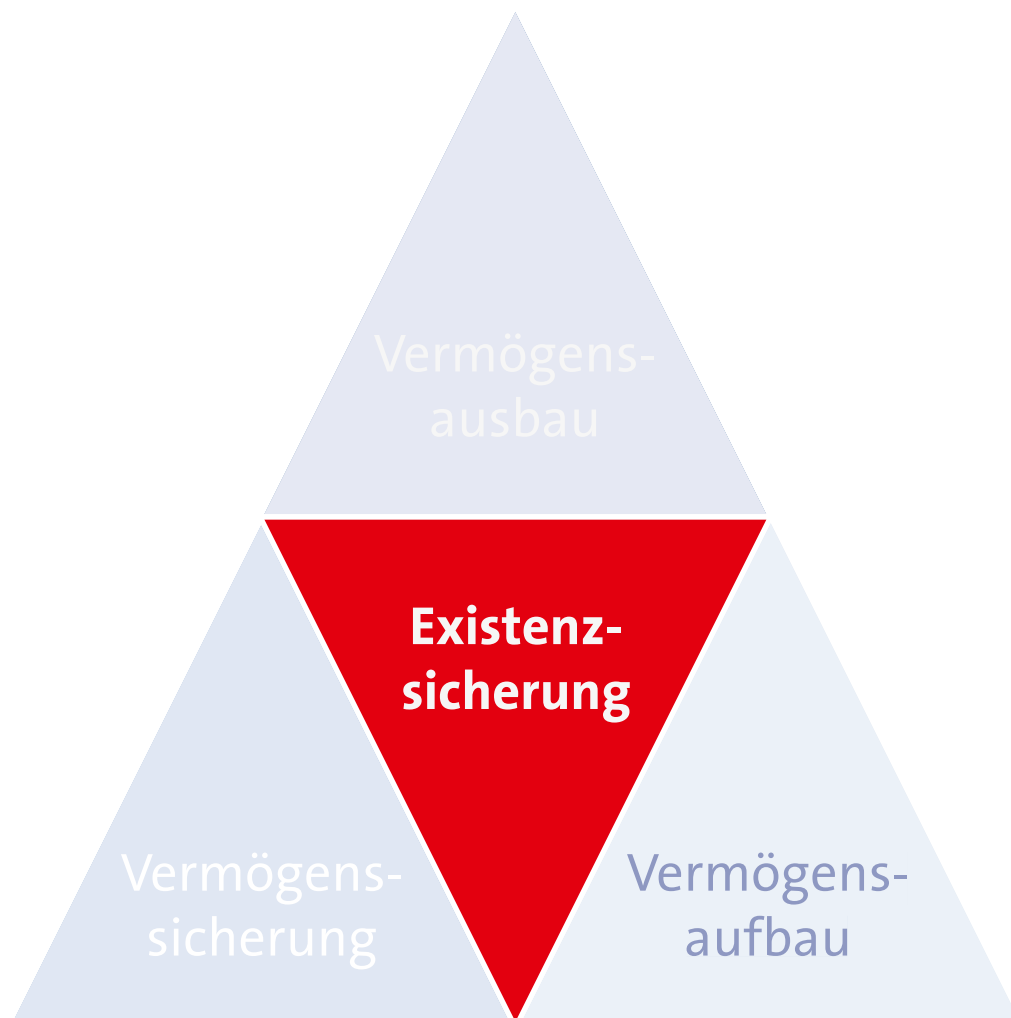 Vermögens-
ausbau
Existenz-
sicherung
Vermögens-
sicherung
Vermögens-
aufbau